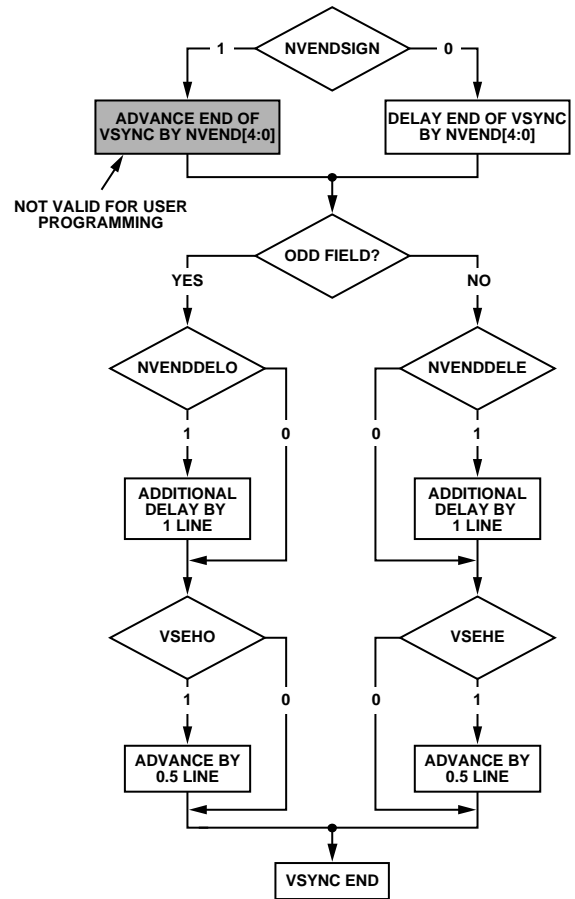 NVENDSIGN
1
0
ADVANCE END OF
VSYNC BY NVEND[4:0]
DELAY END OF VSYNC
BY NVEND[4:0]
NOT VALID FOR USER
PROGRAMMING
ODD FIELD?
YES
NO
NVENDDELO
NVENDDELE
1
0
0
1
ADDITIONAL
DELAY BY
1 LINE
ADDITIONAL
DELAY BY
1 LINE
VSEHO
VSEHE
1
0
0
1
ADVANCE BY
0.5 LINE
ADVANCE BY
0.5 LINE
VSYNC END